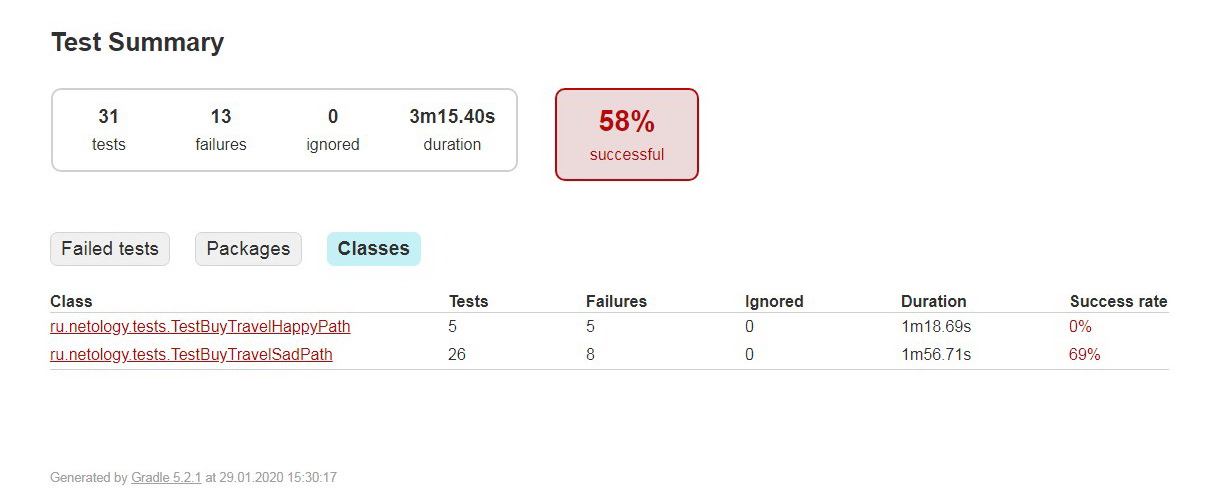 Test Summary
31 13 0 3m15.40s
tests failures ignored duration
58%
successful
Failed tests Packages Classes
Class Tests Failures Ignored Duration Success rate
ru.netology.tests.TestBuyTravelHappyPath 5 5 0 1m18.69s 0%
ru.netology.tests.TestBuyTravelSadPath 26 8 0 1m56.71s 69%
Generated by Gradle 5.2.1 at 29.01.2020 15:30:17